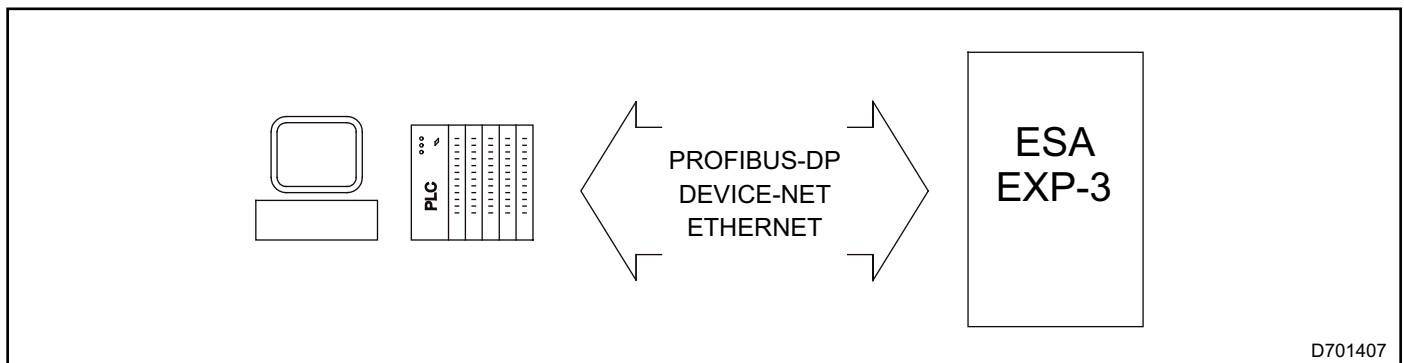 PLC
PROFIBUS-DP
DEVICE-NET
ETHERNET
ESA
EXP-3
D701407